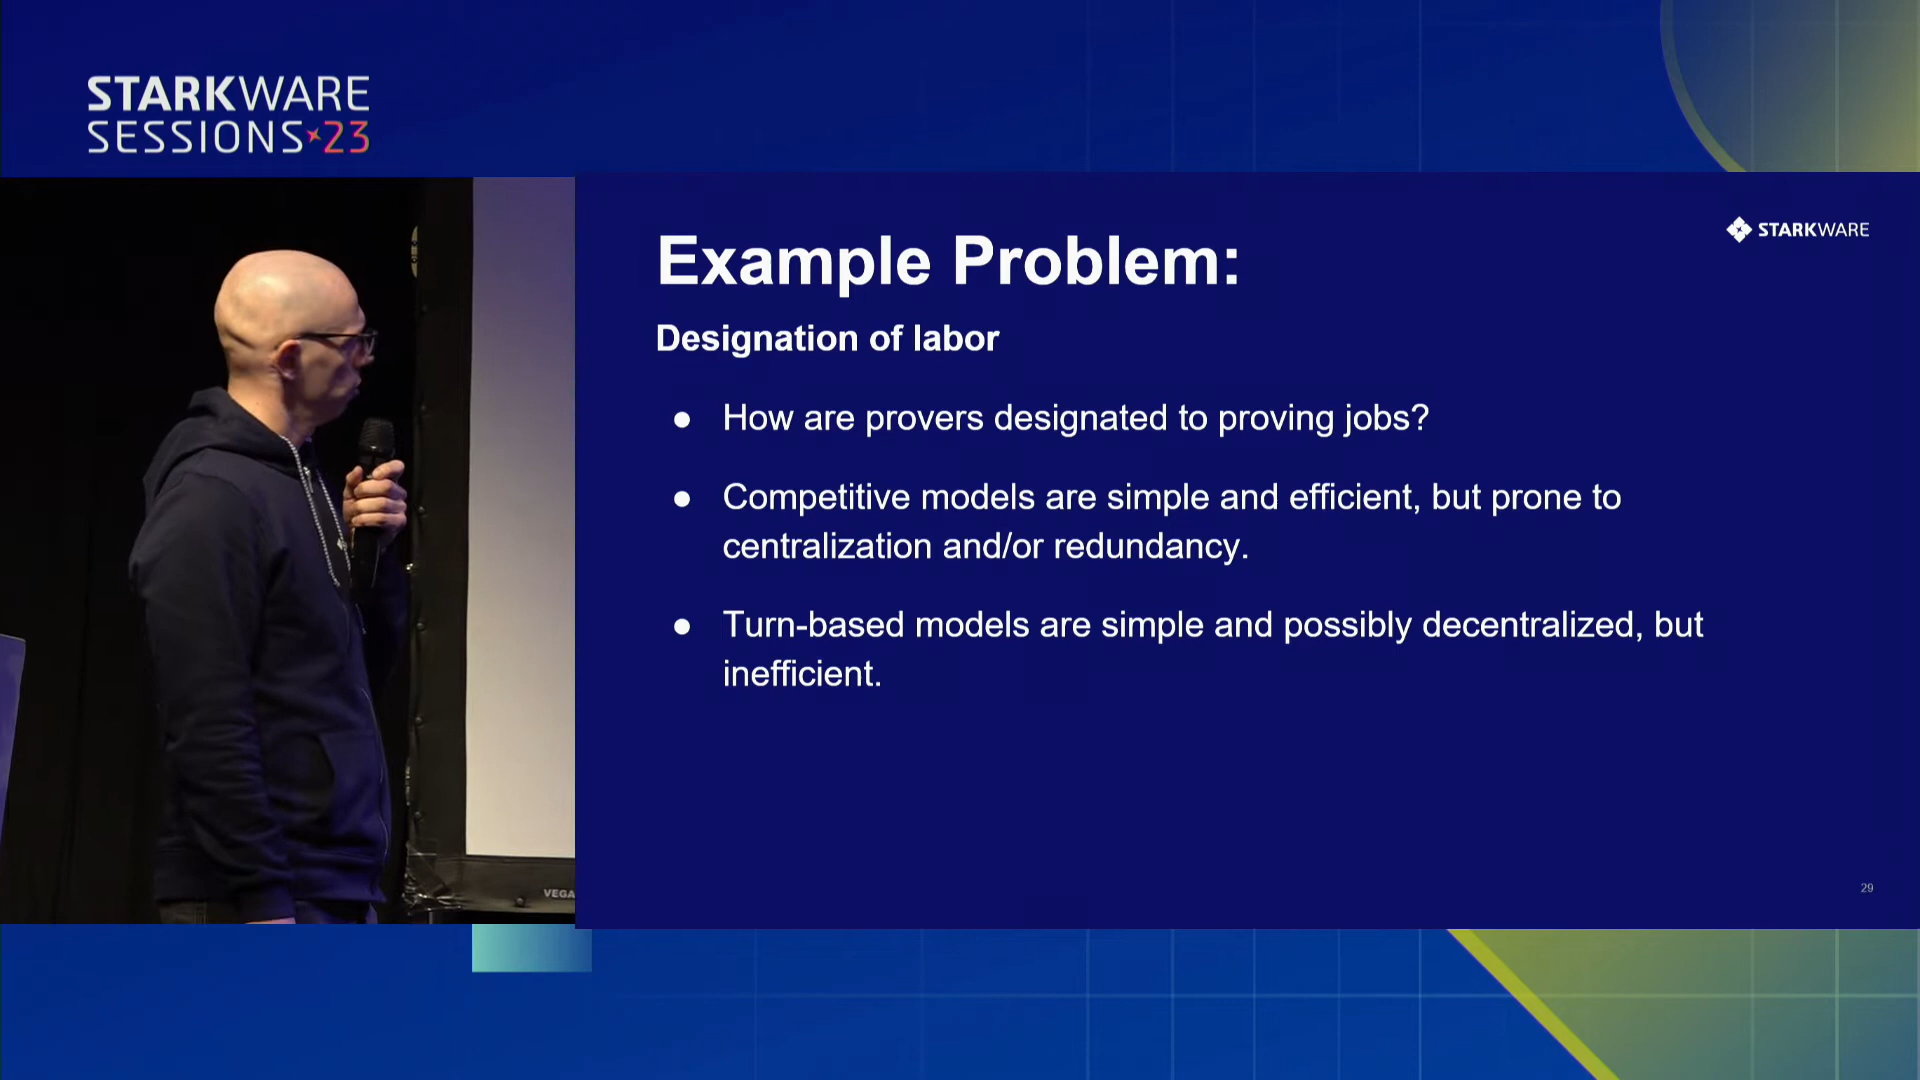 STARKWARE
SESSIONS 23
STARKWARE
Example Problem:
Designation of labor
● How are provers designated to proving jobs?
● Competitive models are simple and efficient, but prone to
centralization and/or redundancy.
● Turn-based models are simple and possibly decentralized, but
inefficient.
VEGA
29